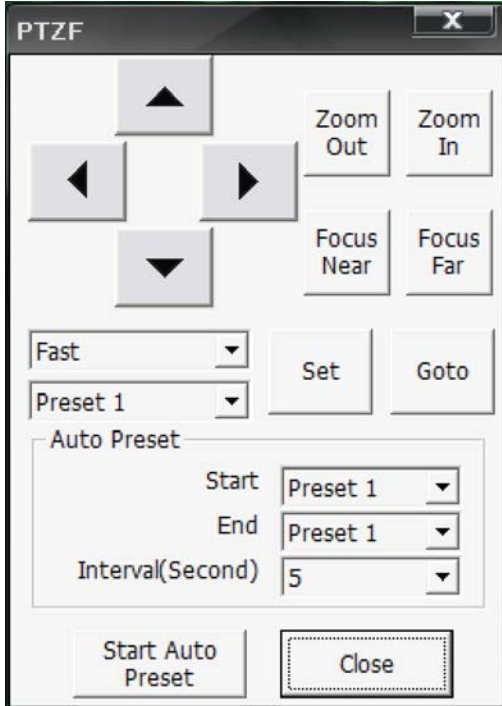 PTZF
Zoom
Out
Zoom
In
Focus
Near
Focus
Far
Fast
Preset 1
Set
Goto
Auto Preset
Start
Preset 1
End
Preset 1
Interval(Second)
5
Start Auto
Preset
Close